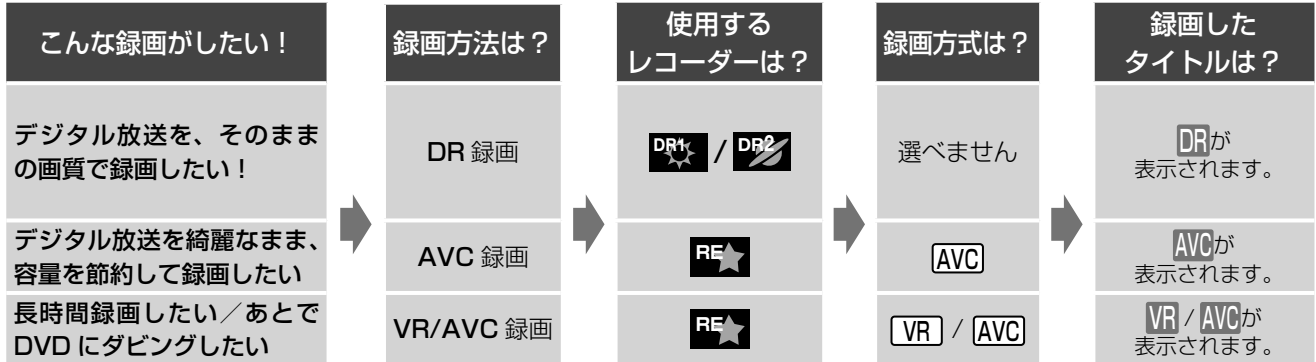 こんな録画がしたい！
録画方法は？
使用する
レコーダーは？
録画方式は？
録画した
タイトルは？
デジタル放送を、そのまま
の画質で録画したい！
DR 録画
DR1 / DR2
選べません
DRが
表示されます。
デジタル放送を綺麗なまま、
容量を節約して録画したい
AVC 録画
RE
AVC
AVCが
表示されます。
長時間録画したい／あとで
DVD にダビングしたい
VR/AVC 録画
RE
VR / AVC
VR / AVCが
表示されます。